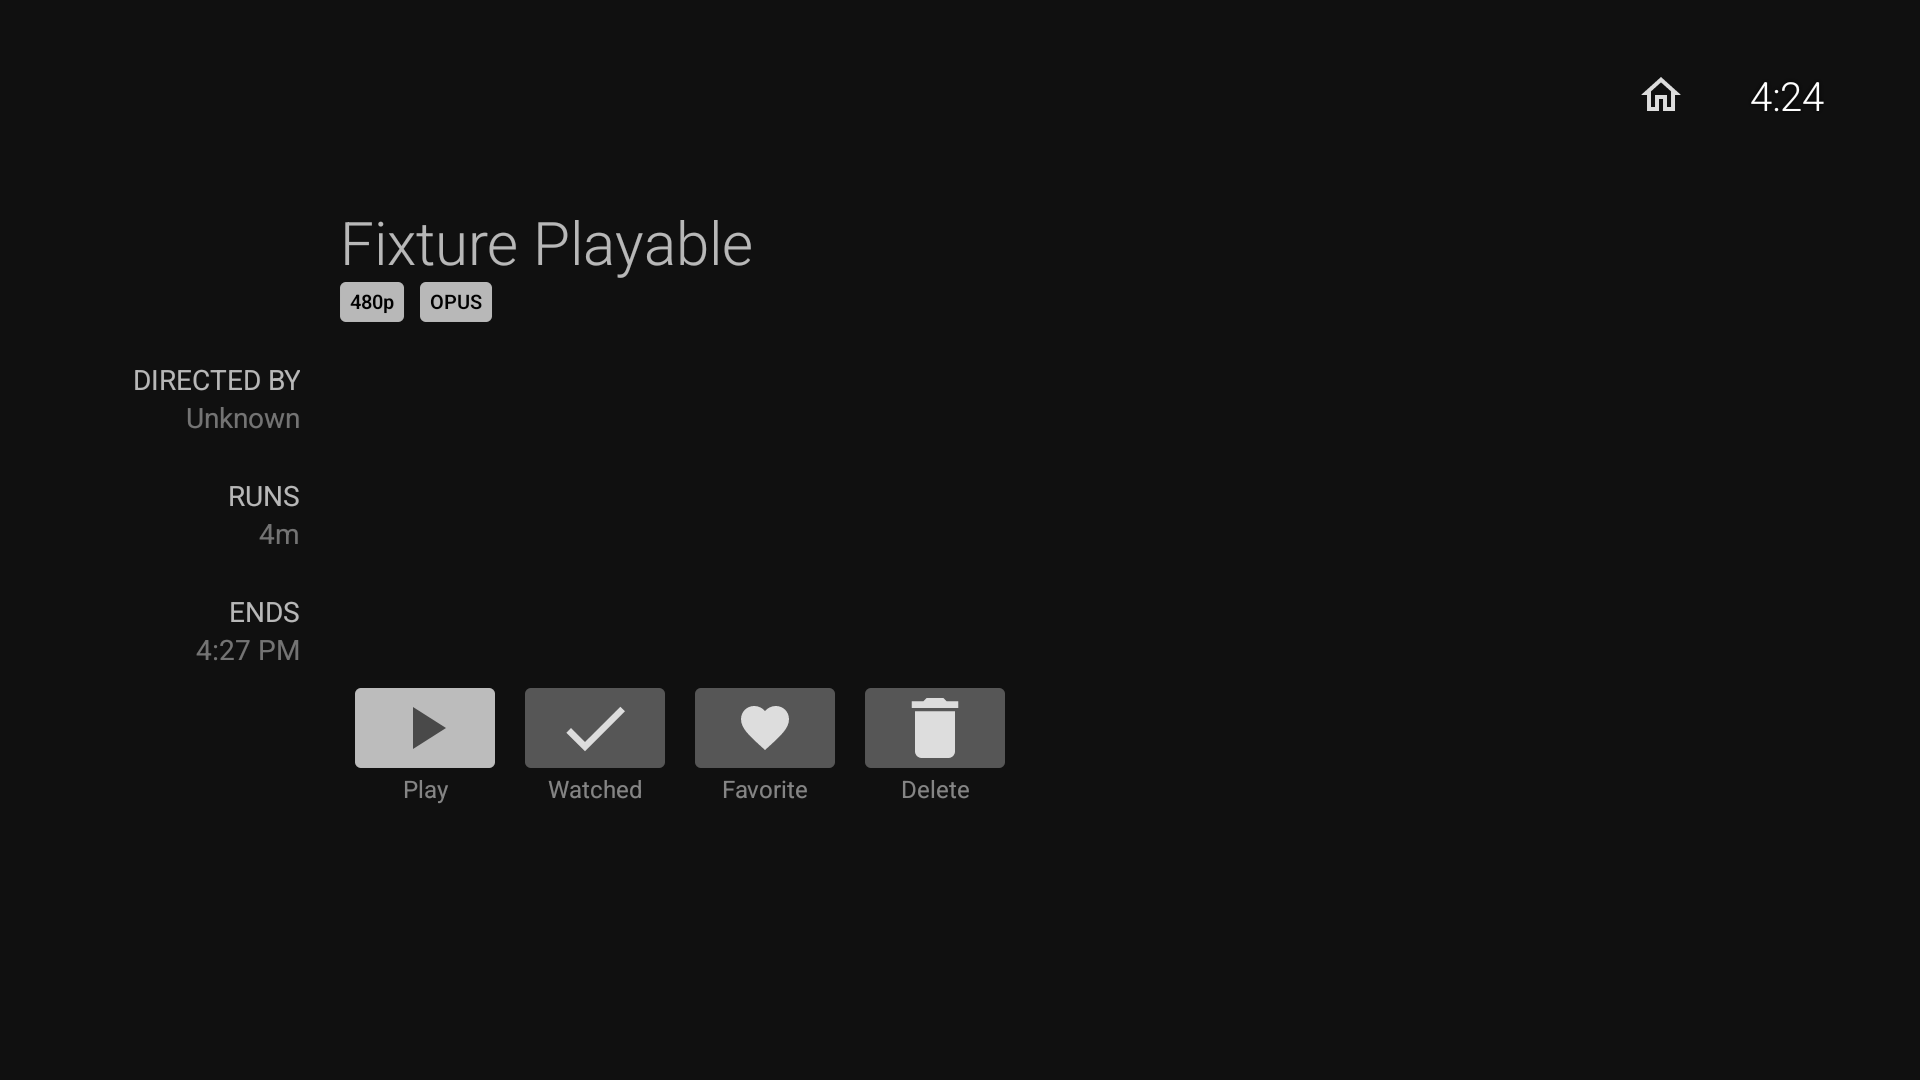 4:24
Fixture Playable
480p OPUS
DIRECTED BY
Unknown
RUNS
4m
ENDS
4:27 PM
Play Watched Favorite Delete